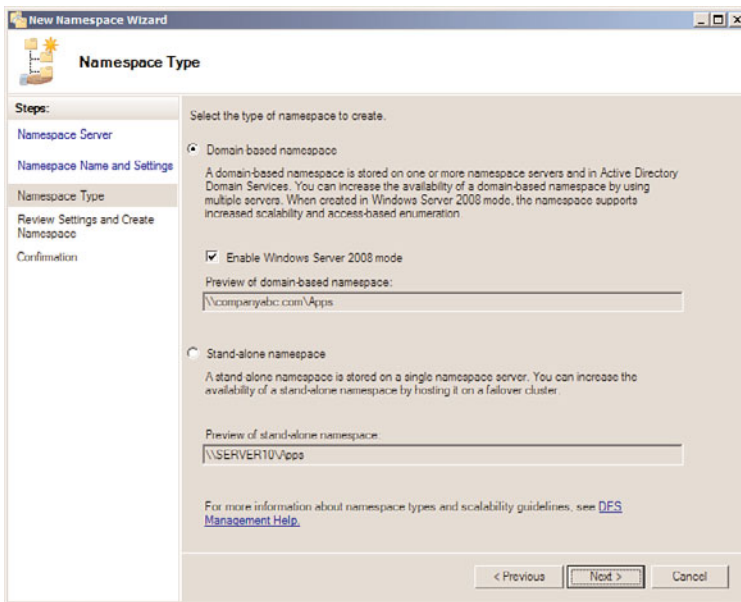 New Namespace Wizard
Namespace Type
Steps:
Namespace Server
Namespace Name and Settings
Namespace Type
Review Settings and Create
Namespace
Confirmation
Select the type of namespace to create.
Domain-based namespace
A domain-based namespace is stored on one or more namespace servers and in Active Directory
Domain Services. You can increase the availability of a domain-based namespace by using
multiple servers. When created in Windows Server 2008 mode, the namespace supports
increased scalability and access-based enumeration.
Enable Windows Server 2008 mode
Preview of domain-based namespace:
\\companyabc.com\Apps
Stand-alone namespace
A stand-alone namespace is stored on a single namespace server. You can increase the
availability of a stand-alone namespace by hosting it on a failover cluster.
Preview of stand-alone namespace:
\\SERVER10\Apps
For more information about namespace types and scalability guidelines, see DFS
Management Help.
< Previous
Next >
Cancel